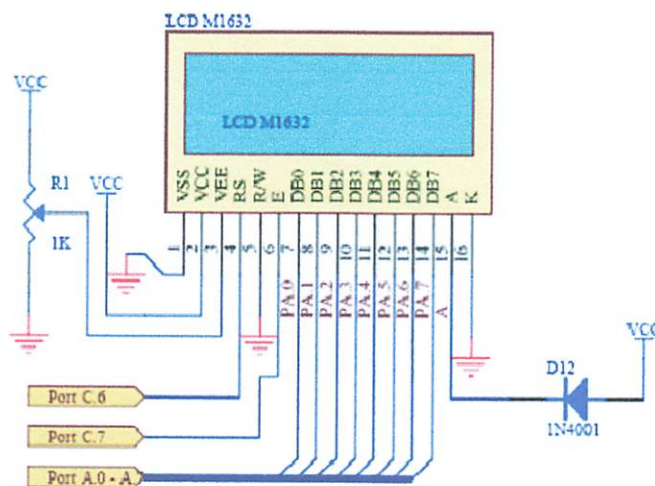 LCD M1632
LCD M1632
VCC
R1
1K
VCC
VSS
VCC
VEE
RS
R/W
E
DB0
DB1
DB2
DB3
DB4
DB5
DB6
DB7
A
K
1
2
3
4
5
6
7
8
9
10
11
12
13
14
15
16
PA.0
PA.1
PA.2
PA.3
PA.4
PA.5
PA.6
PA.7
A
VCC
D12
1N4001
Port C.6
Port C.7
Port A.0 - A